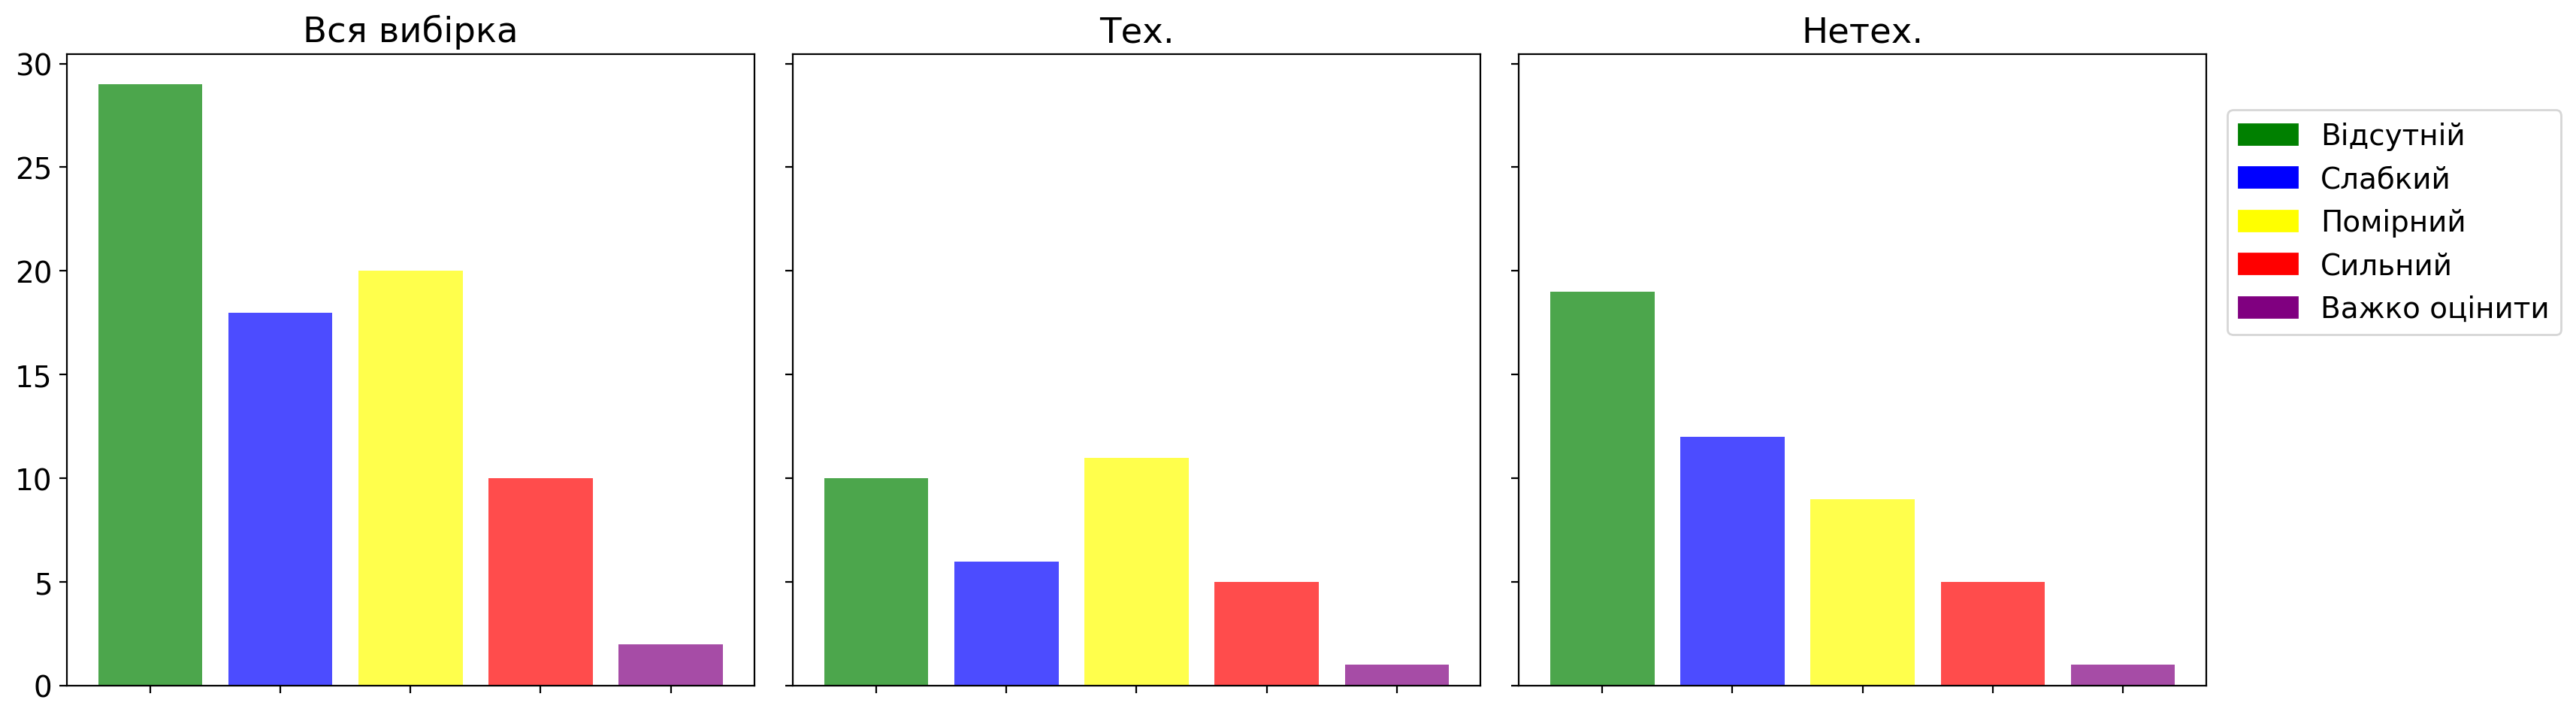 Вся вибірка
Тех.
Нетех.
30
25
20
15
10
5
0
Відсутній
Слабкий
Помірний
Сильний
Важко оцінити